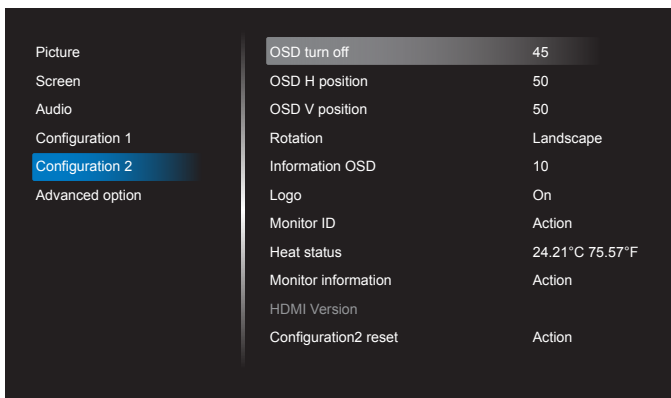 Picture
Screen
Audio
Configuration 1
Configuration 2
Advanced option
OSD turn off 45
OSD H position 50
OSD V position 50
Rotation Landscape
Information OSD 10
Logo On
Monitor ID Action
Heat status 24.21°C 75.57°F
Monitor information Action
HDMI Version
Configuration2 reset Action